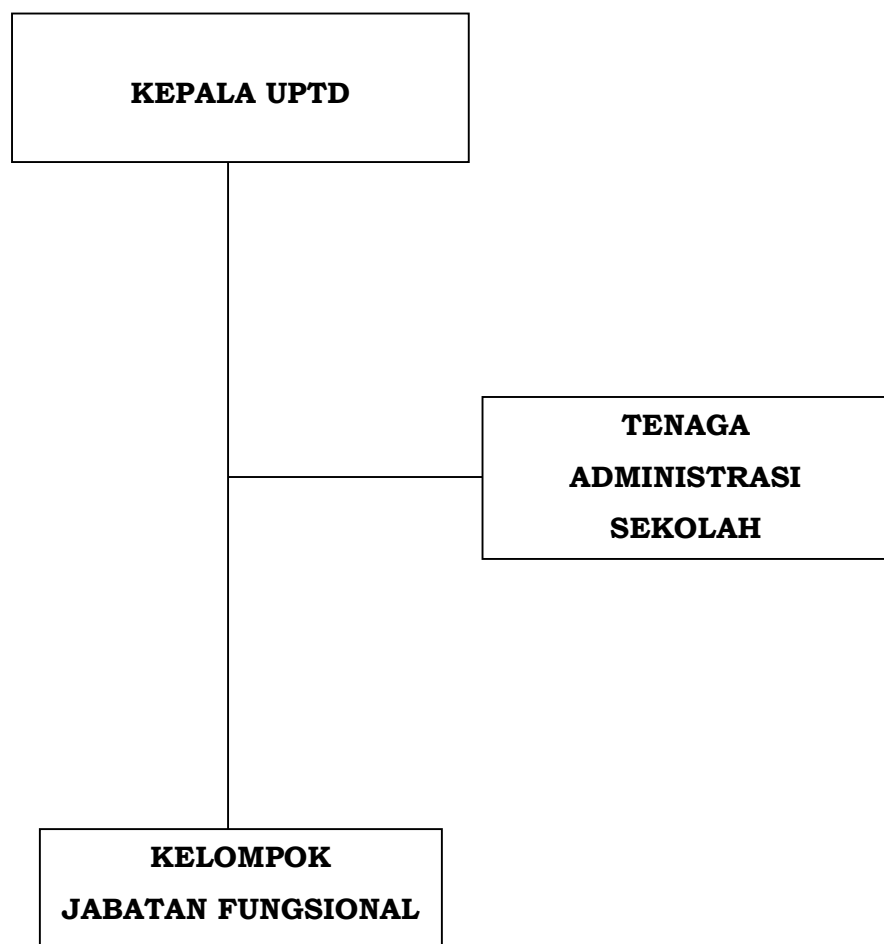 KEPALA UPTD
TENAGA
ADMINISTRASI
SEKOLAH
KELOMPOK
JABATAN FUNGSIONAL